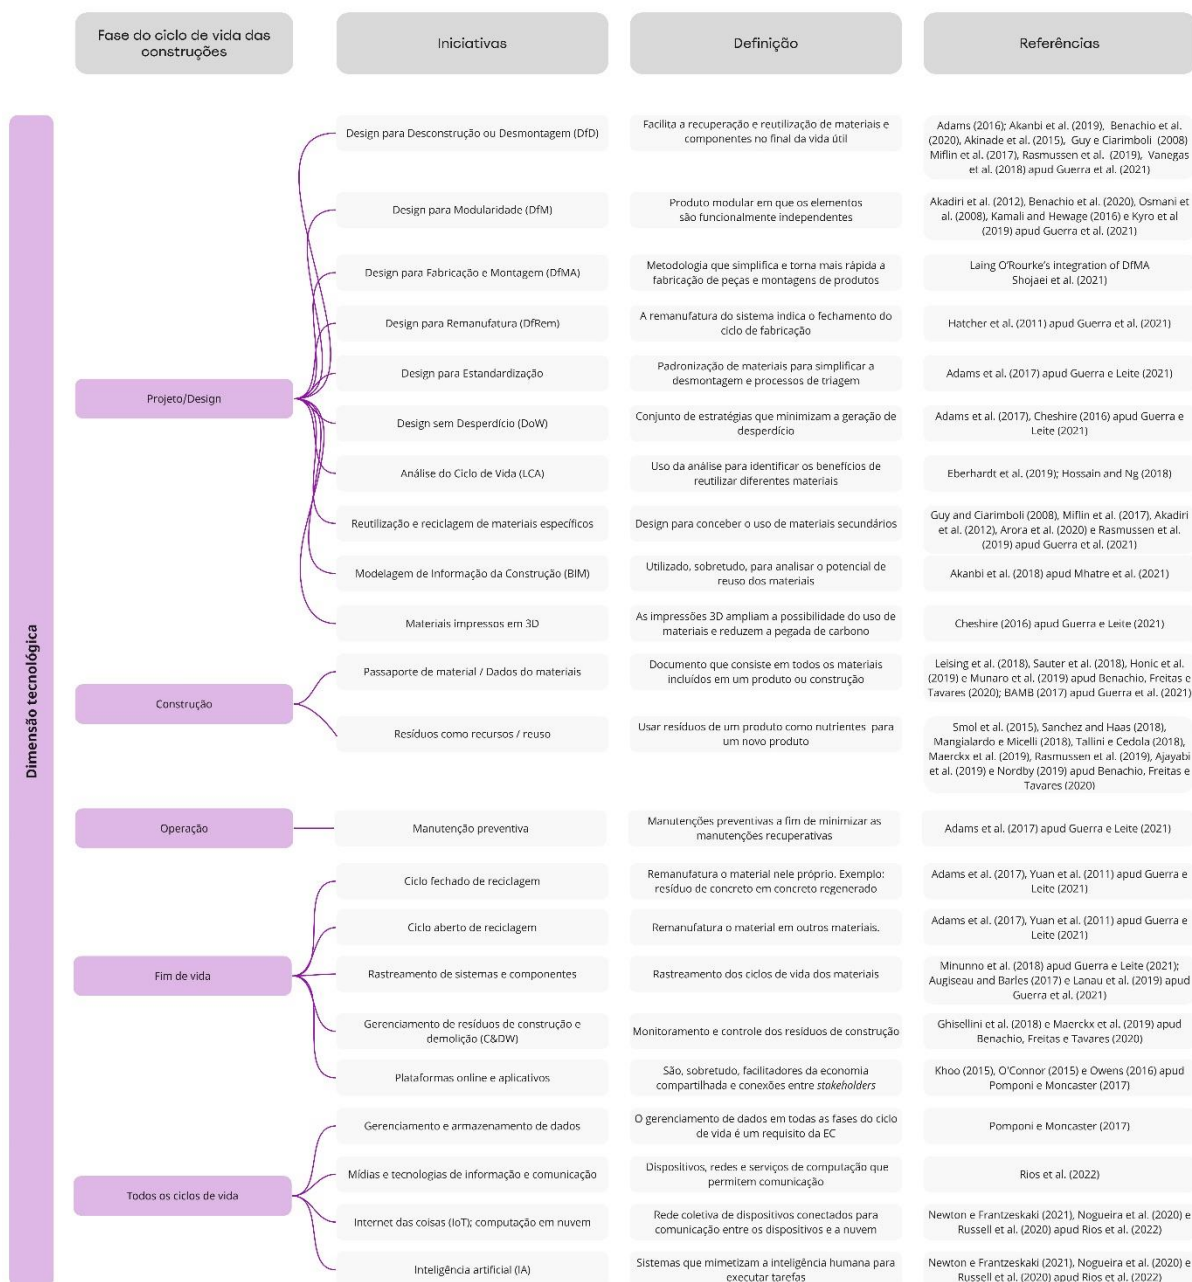 Fase do ciclo de vida das
construções
Iniciativas
Definição
Referências
Dimensão tecnológica
Projeto/Design
Design para Desconstrução ou Desmontagem (DfD)
Facilita a recuperação e reutilização de materiais e
componentes no final da vida útil
Adams (2016); Akanbi et al. (2019), Benachio et al.
(2020), Akinade et al. (2015), Guy e Ciarimboli (2008)
Miflin et al. (2017), Rasmussen et al. (2019), Vanegas
et al. (2018) apud Guerra et al. (2021)
Design para Modularidade (DfM)
Produto modular em que os elementos
são funcionalmente independentes
Akadiri et al. (2012), Benachio et al. (2020), Osmani et
al. (2008), Kamali and Hewage (2016) e Kyro et al
(2019) apud Guerra et al. (2021)
Design para Fabricação e Montagem (DfMA)
Metodologia que simplifica e torna mais rápida a
fabricação de peças e montagens de produtos
Laing O'Rourke's integration of DfMA
Shojaei et al. (2021)
Design para Remanufatura (DfRem)
A remanufatura do sistema indica o fechamento do
ciclo de fabricação
Hatcher et al. (2011) apud Guerra et al. (2021)
Design para Estandardização
Padronização de materiais para simplificar a
desmontagem e processos de triagem
Adams et al. (2017) apud Guerra e Leite (2021)
Design sem Desperdício (DoW)
Conjunto de estratégias que minimizam a geração de
desperdício
Adams et al. (2017), Cheshire (2016) apud Guerra e
Leite (2021)
Análise do Ciclo de Vida (LCA)
Uso da análise para identificar os benefícios de
reutilizar diferentes materiais
Eberhardt et al. (2019); Hossain and Ng (2018)
Reutilização e reciclagem de materiais específicos
Design para conceber o uso de materiais secundários
Guy and Ciarimboli (2008), Miflin et al. (2017), Akadiri
et al. (2012), Arora et al. (2020) e Rasmussen et al.
(2019) apud Guerra et al. (2021)
Modelagem de Informação da Construção (BIM)
Utilizado, sobretudo, para analisar o potencial de
reuso dos materiais
Akanbi et al. (2018) apud Mhatre et al. (2021)
Materiais impressos em 3D
As impressões 3D ampliam a possibilidade do uso de
materiais e reduzem a pegada de carbono
Cheshire (2016) apud Guerra e Leite (2021)
Construção
Passaporte de material / Dados do materiais
Documento que consiste em todos os materiais
incluídos em um produto ou construção
Leising et al. (2018), Sauter et al. (2018), Honic et al.
(2019) e Munaro et al. (2019) apud Benachio, Freitas e
Tavares (2020); BAMB (2017) apud Guerra et al. (2021)
Resíduos como recursos / reuso
Usar resíduos de um produto como nutrientes para
um novo produto
Smol et al. (2015), Sanchez and Haas (2018),
Mangialardo e Micelli (2018), Tallini e Cedola (2018),
Maerckx et al. (2019), Rasmussen et al. (2019), Ajayabi
et al. (2019) e Nordby (2019) apud Benachio, Freitas e
Tavares (2020)
Operação
Manutenção preventiva
Manutenções preventivas a fim de minimizar as
manutenções recuperativas
Adams et al. (2017) apud Guerra e Leite (2021)
Fim de vida
Ciclo fechado de reciclagem
Remanufatura o material nele próprio. Exemplo:
resíduo de concreto em concreto regenerado
Adams et al. (2017), Yuan et al. (2011) apud Guerra e
Leite (2021)
Ciclo aberto de reciclagem
Remanufatura o material em outros materiais.
Adams et al. (2017), Yuan et al. (2011) apud Guerra e
Leite (2021)
Rastreamento de sistemas e componentes
Rastreamento dos ciclos de vida dos materiais
Minunno et al. (2018) apud Guerra e Leite (2021);
Augiseau and Barles (2017) e Lanau et al. (2019) apud
Guerra et al. (2021)
Gerenciamento de resíduos de construção e
demolição (C&DW)
Monitoramento e controle dos resíduos de construção
Ghisellini et al. (2018) e Maerckx et al. (2019) apud
Benachio, Freitas e Tavares (2020)
Plataformas online e aplicativos
São, sobretudo, facilitadores da economia
compartilhada e conexões entre stakeholders
Khoo (2015), O'Connor (2015) e Owens (2016) apud
Pomponi e Moncaster (2017)
Todos os ciclos de vida
Gerenciamento e armazenamento de dados
O gerenciamento de dados em todas as fases do ciclo
de vida é um requisito da EC
Pomponi e Moncaster (2017)
Mídias e tecnologias de informação e comunicação
Dispositivos, redes e serviços de computação que
permitem comunicação
Rios et al. (2022)
Internet das coisas (IoT); computação em nuvem
Rede coletiva de dispositivos conectados para
comunicação entre os dispositivos e a nuvem
Newton e Frantzeskaki (2021), Nogueira et al. (2020) e
Russell et al. (2020) apud Rios et al. (2022)
Inteligência artificial (IA)
Sistemas que mimetizam a inteligência humana para
executar tarefas
Newton e Frantzeskaki (2021), Nogueira et al. (2020) e
Russell et al. (2020) apud Rios et al. (2022)